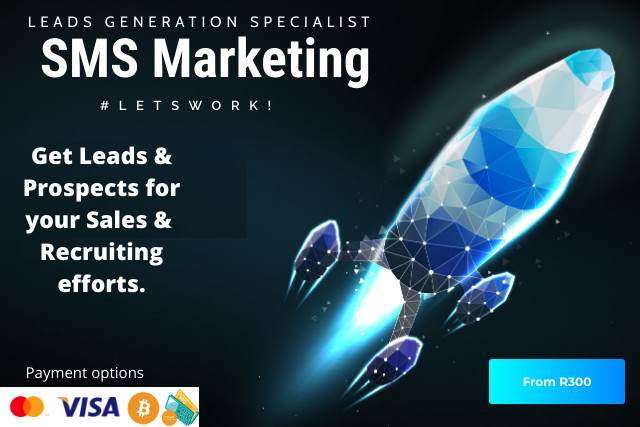 LEADS GENERATION SPECIALIST
SMS Marketing
#LETSWORK!
Get Leads &
Prospects for
your Sales &
Recruiting
efforts.
Payment options
VISA
From R300